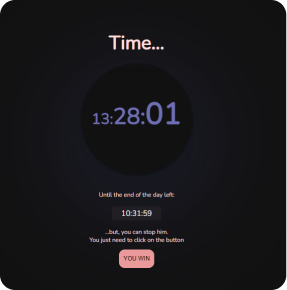 Time...
13:28:01
Until the end of the day left:
10:31:59
...but, you can stop him.
You just need to click on the button
YOU WIN